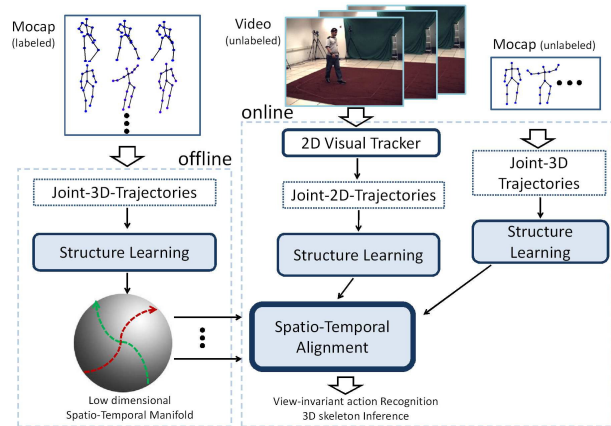 Mocap
(labeled)
Video
(unlabeled)
Mocap (unlabeled)
offline
online
Joint-3D-Trajectories
Structure Learning
Low dimensional
Spatio-Temporal Manifold
2D Visual Tracker
Joint-2D-Trajectories
Structure Learning
Joint-3D
Trajectories
Structure
Learning
Spatio-Temporal
Alignment
View-invariant action Recognition
3D skeleton Inference